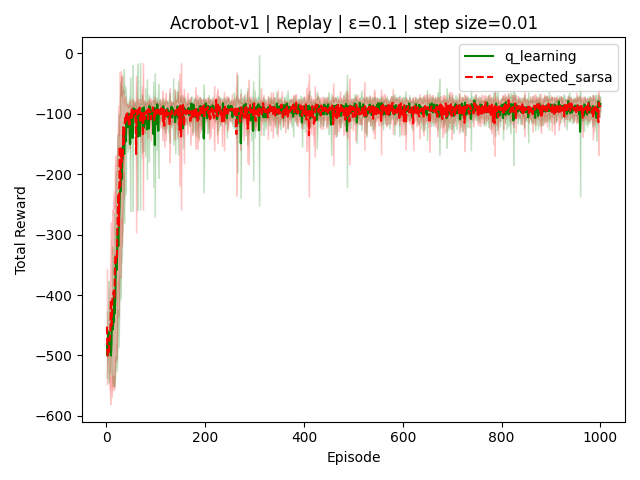 Acrobot-v1 | Replay | ε=0.1 | step size=0.01
q_learning
expected_sarsa
Total Reward
0
−100
−200
−300
−400
−500
−600
0 200 400 600 800 1000
Episode